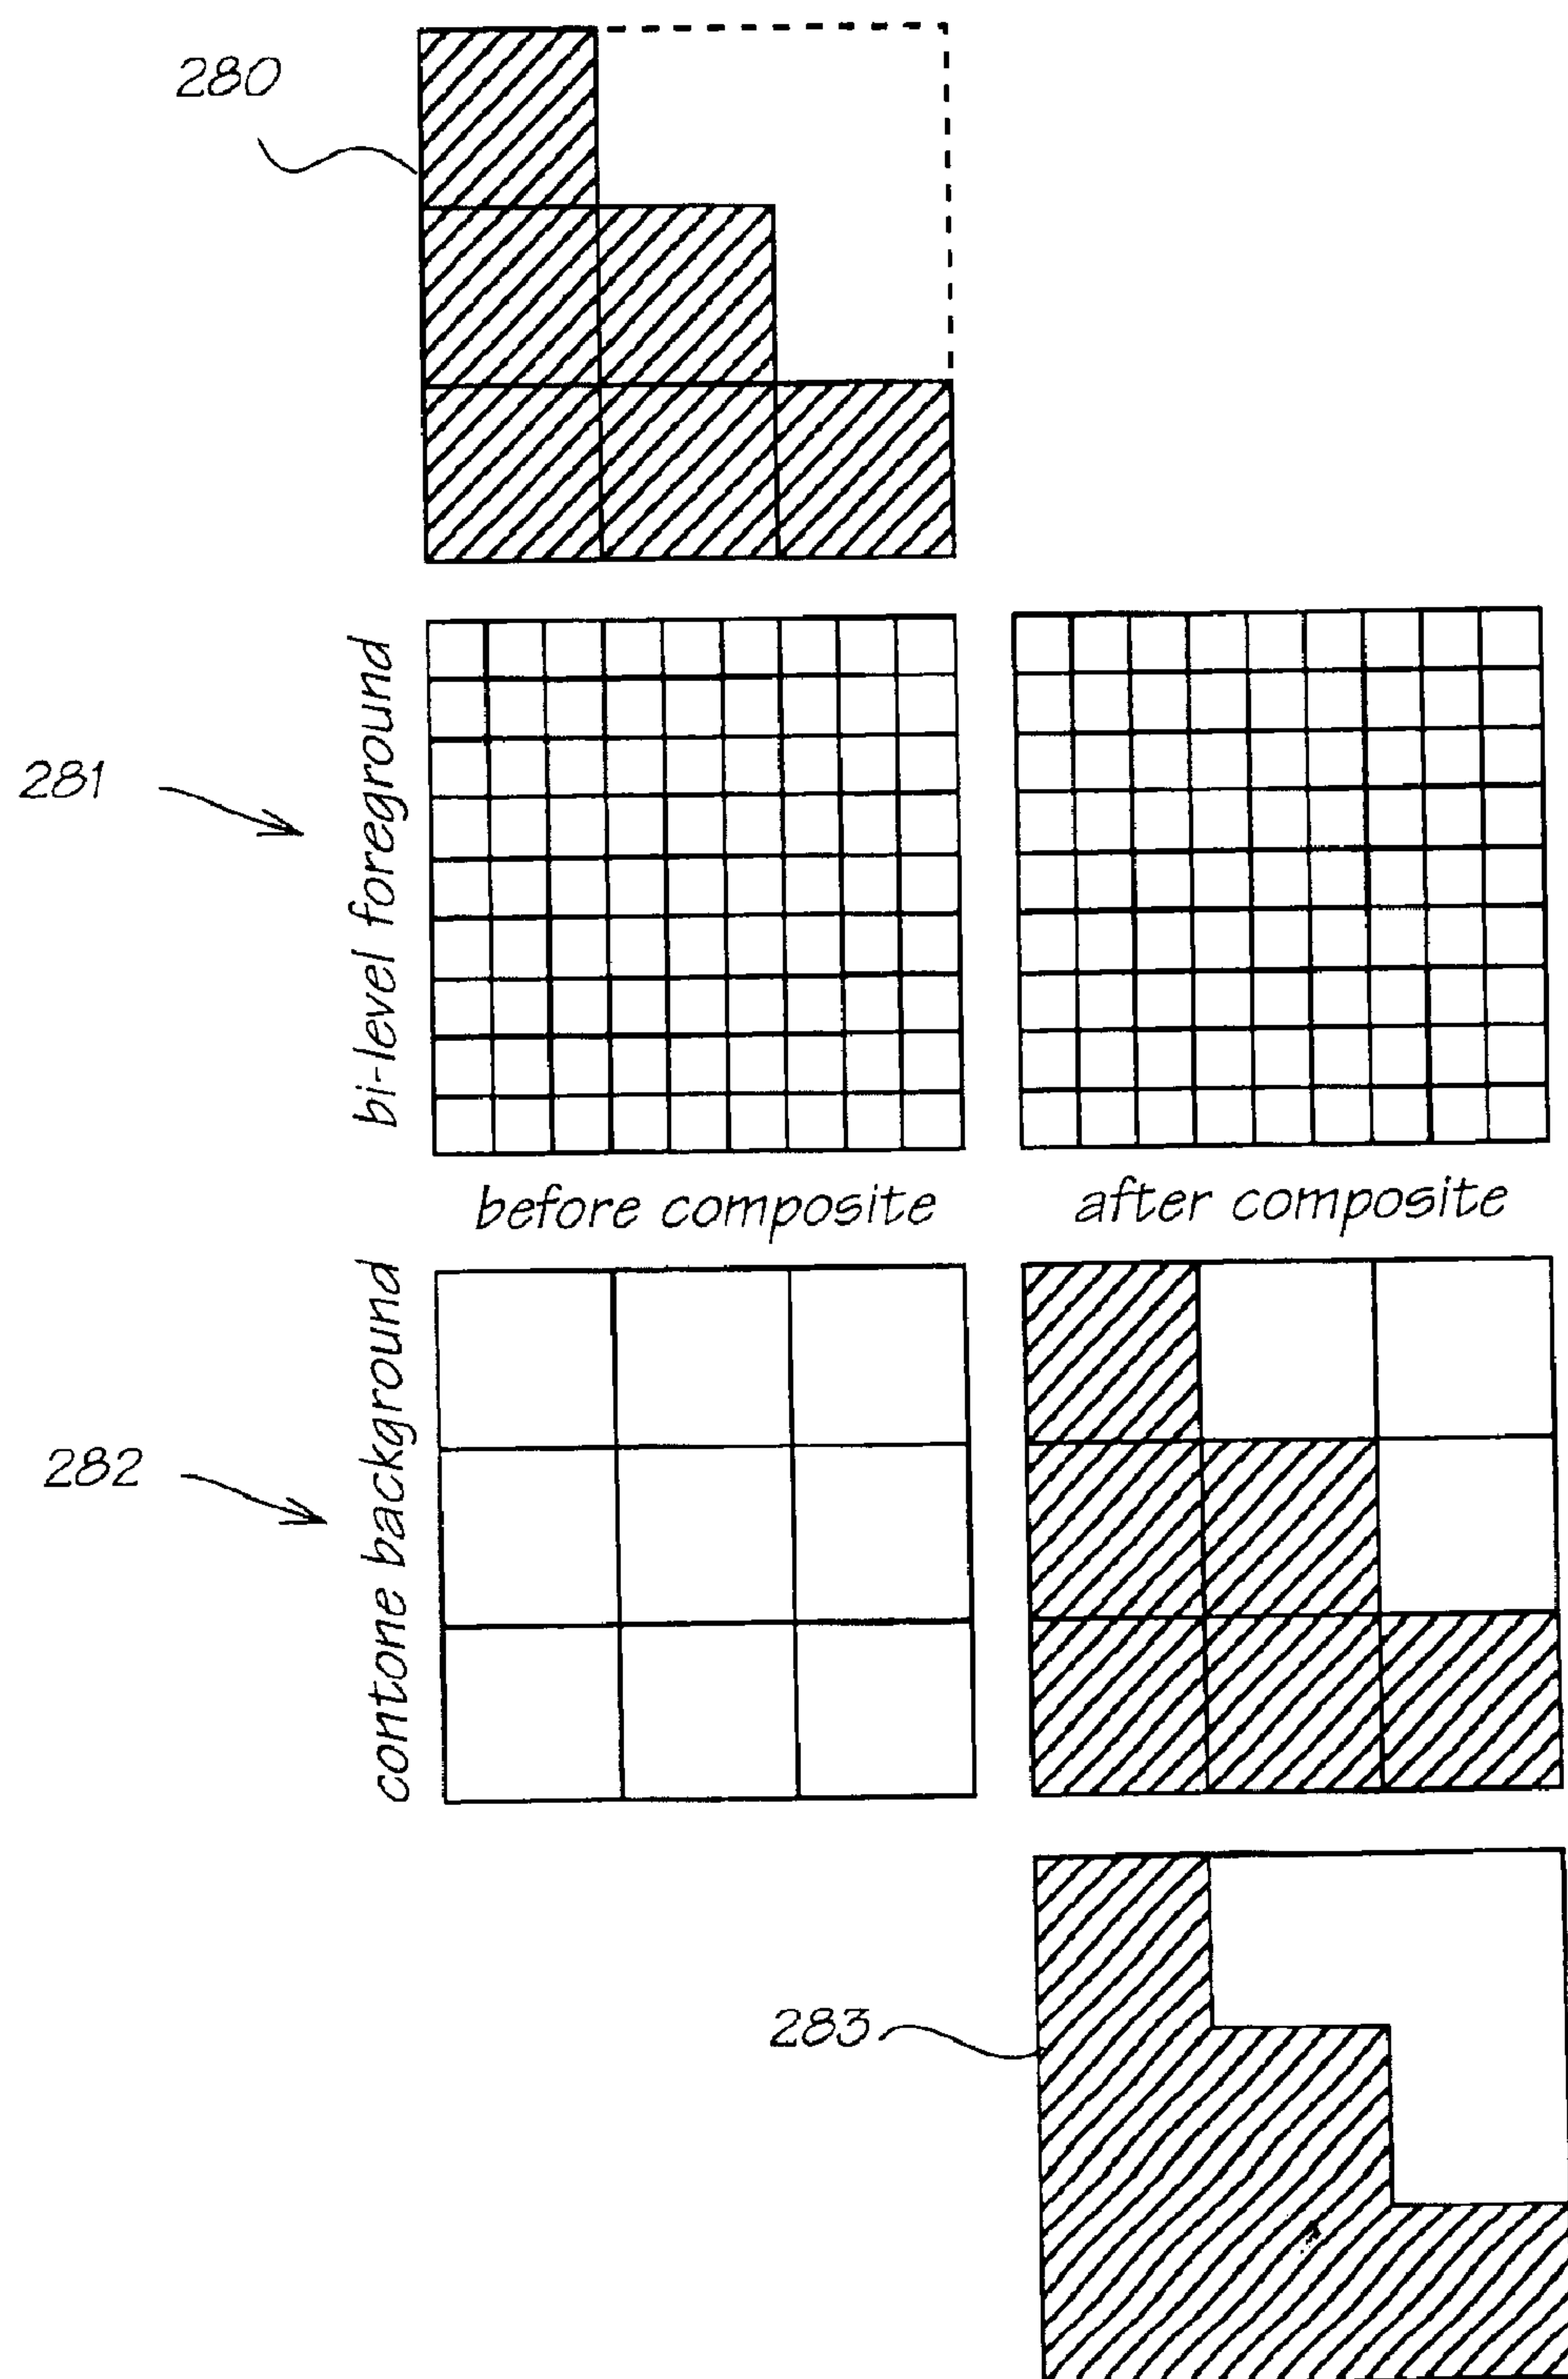 280
281
bi-level foreground
before composite
after composite
282
contone background
283